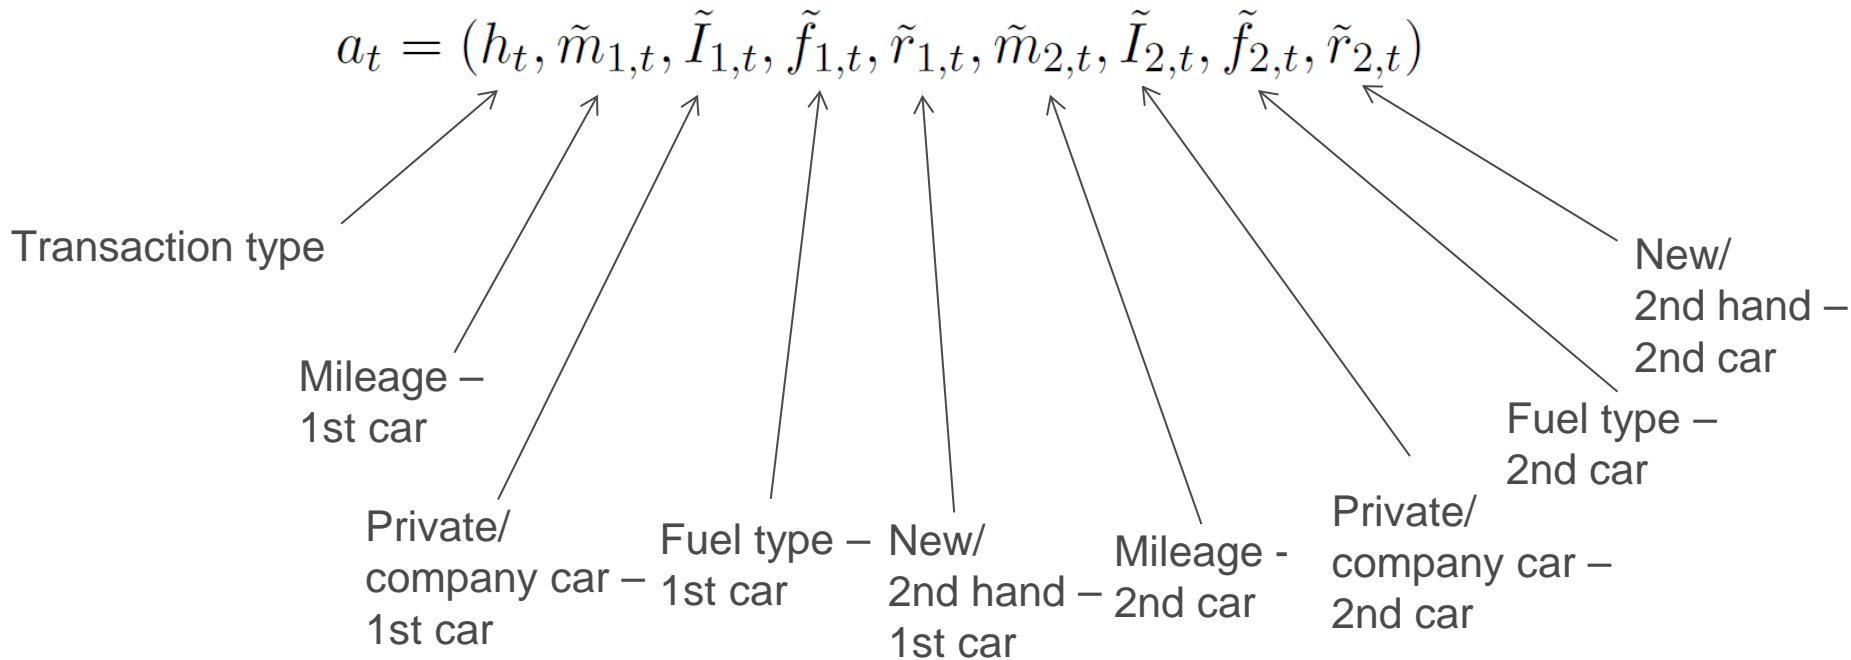 a_t = (h_t, m̃_{1,t}, Ĩ_{1,t}, f̃_{1,t}, r̃_{1,t}, m̃_{2,t}, Ĩ_{2,t}, f̃_{2,t}, r̃_{2,t})
Transaction type
Mileage –
1st car
Private/
company car –
1st car
Fuel type –
1st car
New/
2nd hand –
1st car
Mileage -
2nd car
Private/
company car –
2nd car
Fuel type –
2nd car
New/
2nd hand –
2nd car